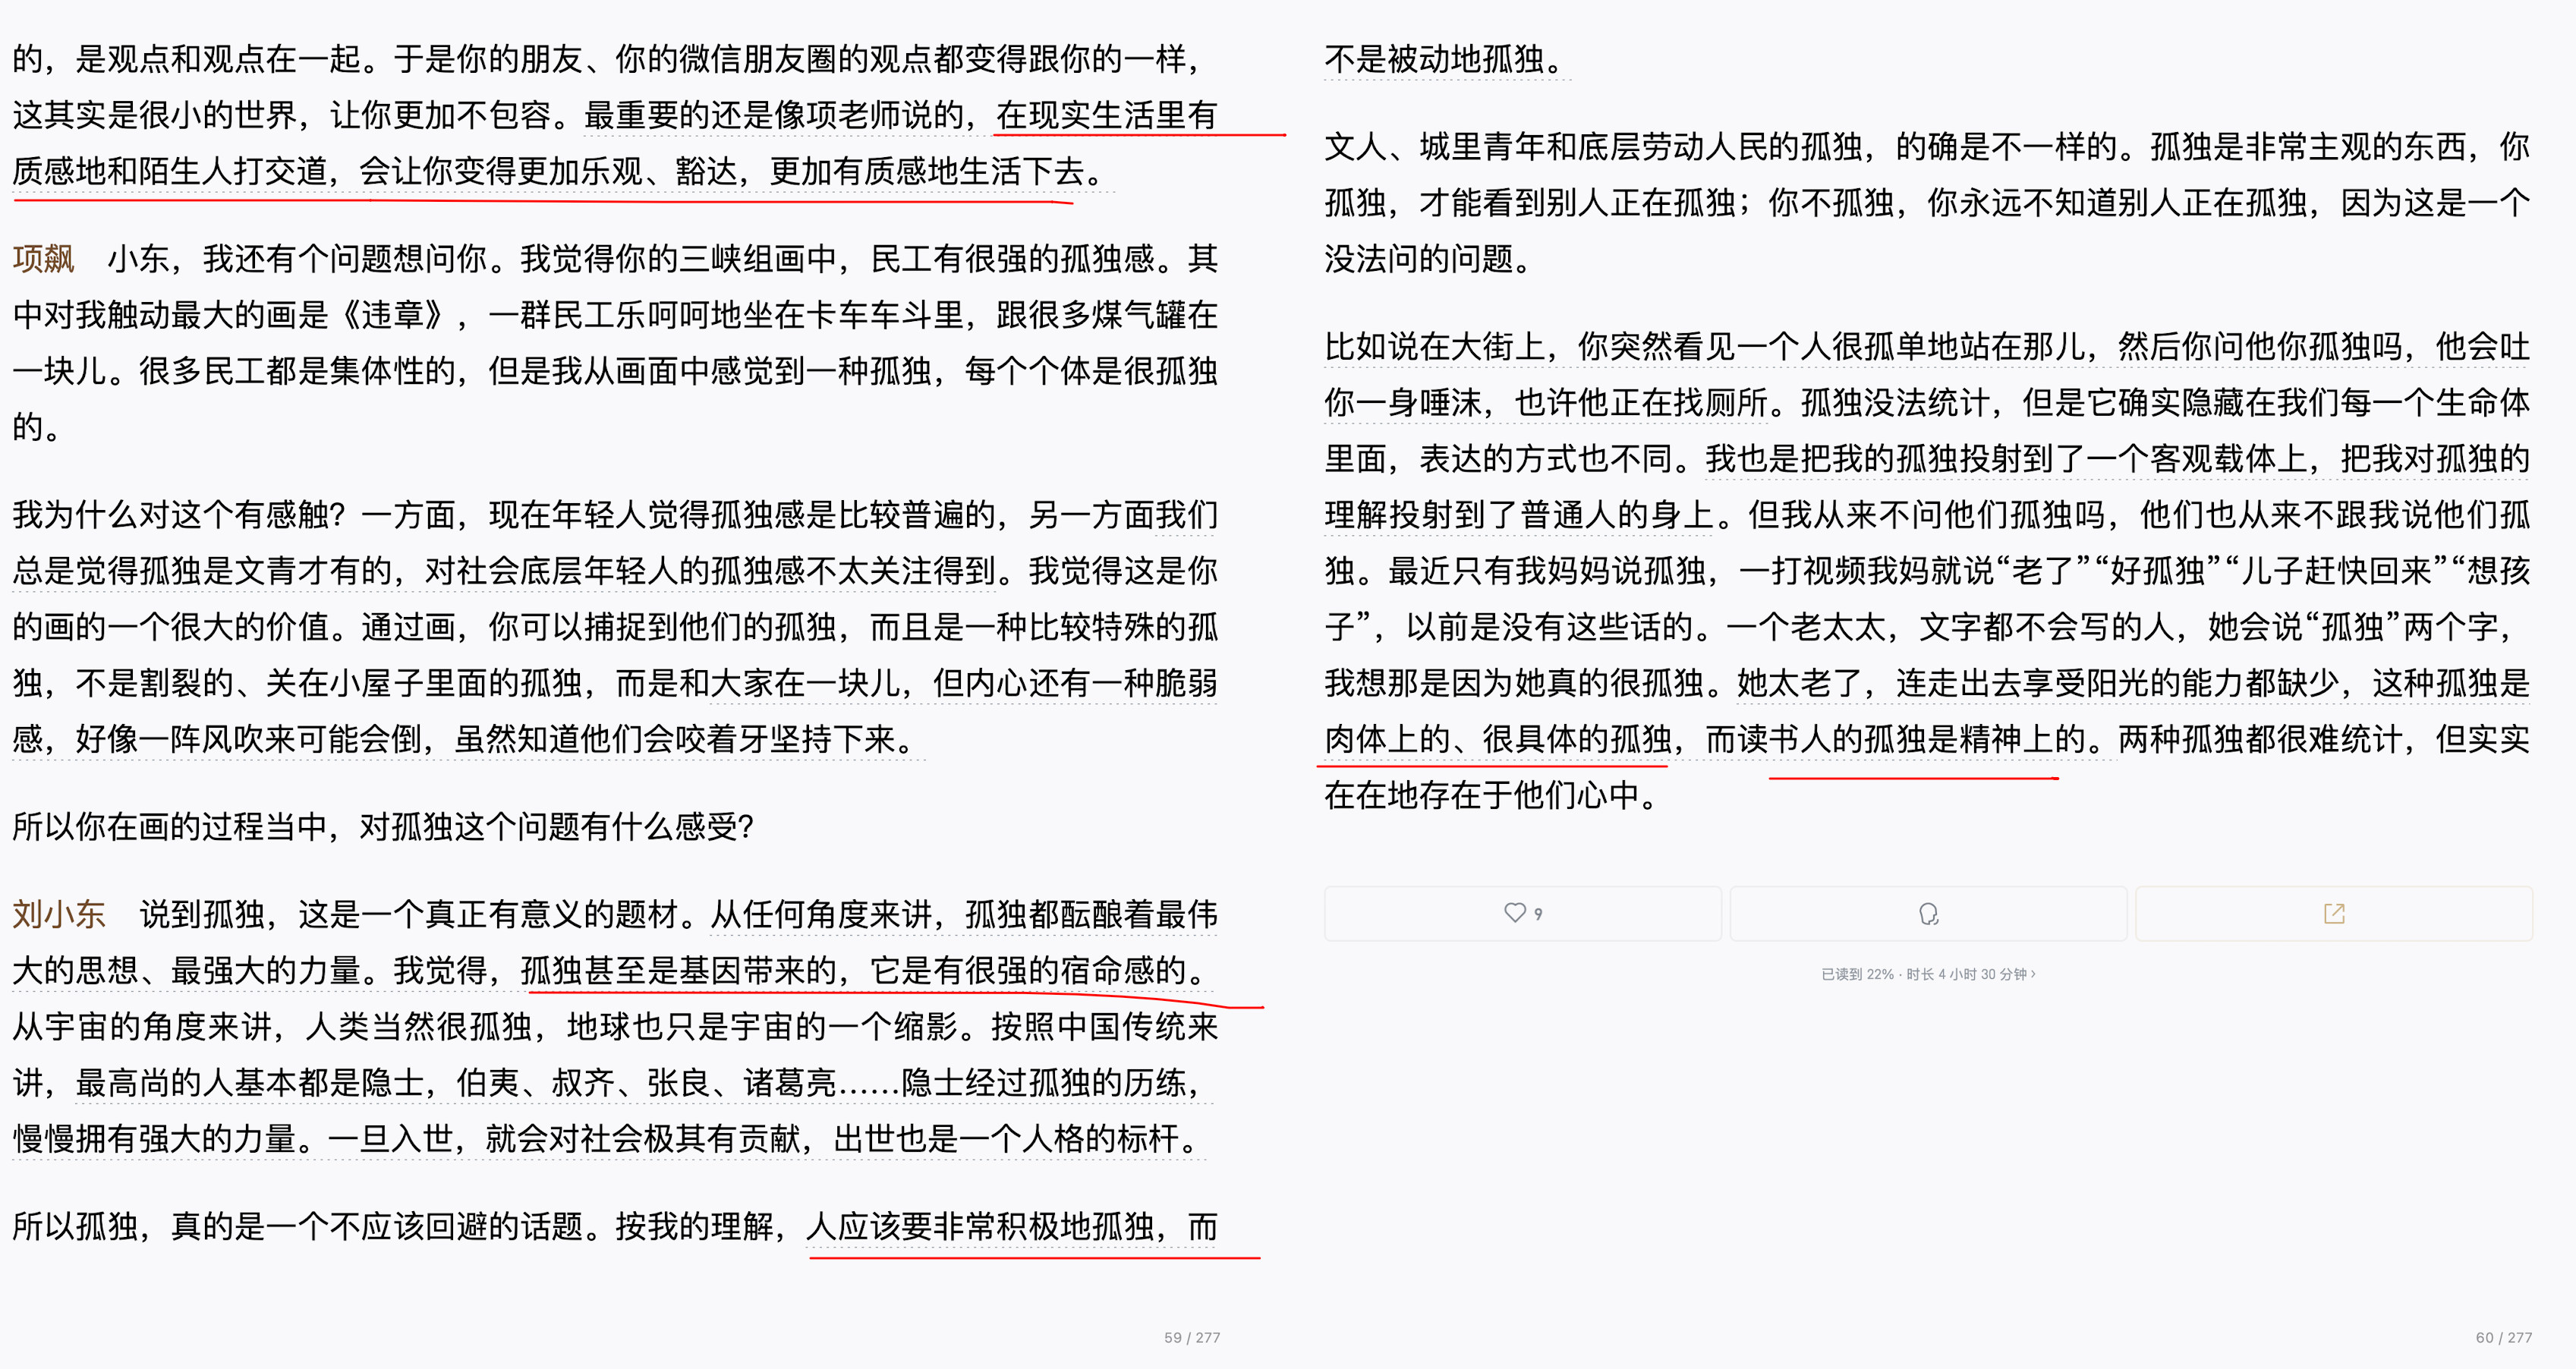 的，是观点和观点在一起。于是你的朋友、你的微信朋友圈的观点都变得跟你的一样，
这其实是很小的世界，让你更加不包容。最重要的还是像项老师说的，在现实生活里有
质感地和陌生人打交道，会让你变得更加乐观、豁达，更加有质感地生活下去。
项飙　小东，我还有个问题想问你。我觉得你的三峡组画中，民工有很强的孤独感。其
中对我触动最大的画是《违章》，一群民工乐呵呵地坐在卡车车斗里，跟很多煤气罐在
一块儿。很多民工都是集体性的，但是我从画面中感觉到一种孤独，每个个体是很孤独
的。
我为什么对这个有感触？一方面，现在年轻人觉得孤独感是比较普遍的，另一方面我们
总是觉得孤独是文青才有的，对社会底层年轻人的孤独感不太关注得到。我觉得这是你
的画的一个很大的价值。通过画，你可以捕捉到他们的孤独，而且是一种比较特殊的孤
独，不是割裂的、关在小屋子里面的孤独，而是和大家在一块儿，但内心还有一种脆弱
感，好像一阵风吹来可能会倒，虽然知道他们会咬着牙坚持下来。
所以你在画的过程当中，对孤独这个问题有什么感受？
刘小东　说到孤独，这是一个真正有意义的题材。从任何角度来讲，孤独都酝酿着最伟
大的思想、最强大的力量。我觉得，孤独甚至是基因带来的，它是有很强的宿命感的。
从宇宙的角度来讲，人类当然很孤独，地球也只是宇宙的一个缩影。按照中国传统来
讲，最高尚的人基本都是隐士，伯夷、叔齐、张良、诸葛亮……隐士经过孤独的历练，
慢慢拥有强大的力量。一旦入世，就会对社会极其有贡献，出世也是一个人格的标杆。
所以孤独，真的是一个不应该回避的话题。按我的理解，人应该要非常积极地孤独，而
59 / 277
不是被动地孤独。
文人、城里青年和底层劳动人民的孤独，的确是不一样的。孤独是非常主观的东西，你
孤独，才能看到别人正在孤独；你不孤独，你永远不知道别人正在孤独，因为这是一个
没法问的问题。
比如说在大街上，你突然看见一个人很孤单地站在那儿，然后你问他你孤独吗，他会吐
你一身唾沫，也许他正在找厕所。孤独没法统计，但是它确实隐藏在我们每一个生命体
里面，表达的方式也不同。我也是把我的孤独投射到了一个客观载体上，把我对孤独的
理解投射到了普通人的身上。但我从来不问他们孤独吗，他们也从来不跟我说他们孤
独。最近只有我妈妈说孤独，一打视频我妈就说“老了”“好孤独”“儿子赶快回来”“想孩
子”，以前是没有这些话的。一个老太太，文字都不会写的人，她会说“孤独”两个字，
我想那是因为她真的很孤独。她太老了，连走出去享受阳光的能力都缺少，这种孤独是
肉体上的、很具体的孤独，而读书人的孤独是精神上的。两种孤独都很难统计，但实实
在在地存在于他们心中。
9
已读到 22% · 时长 4 小时 30 分钟 ›
60 / 277